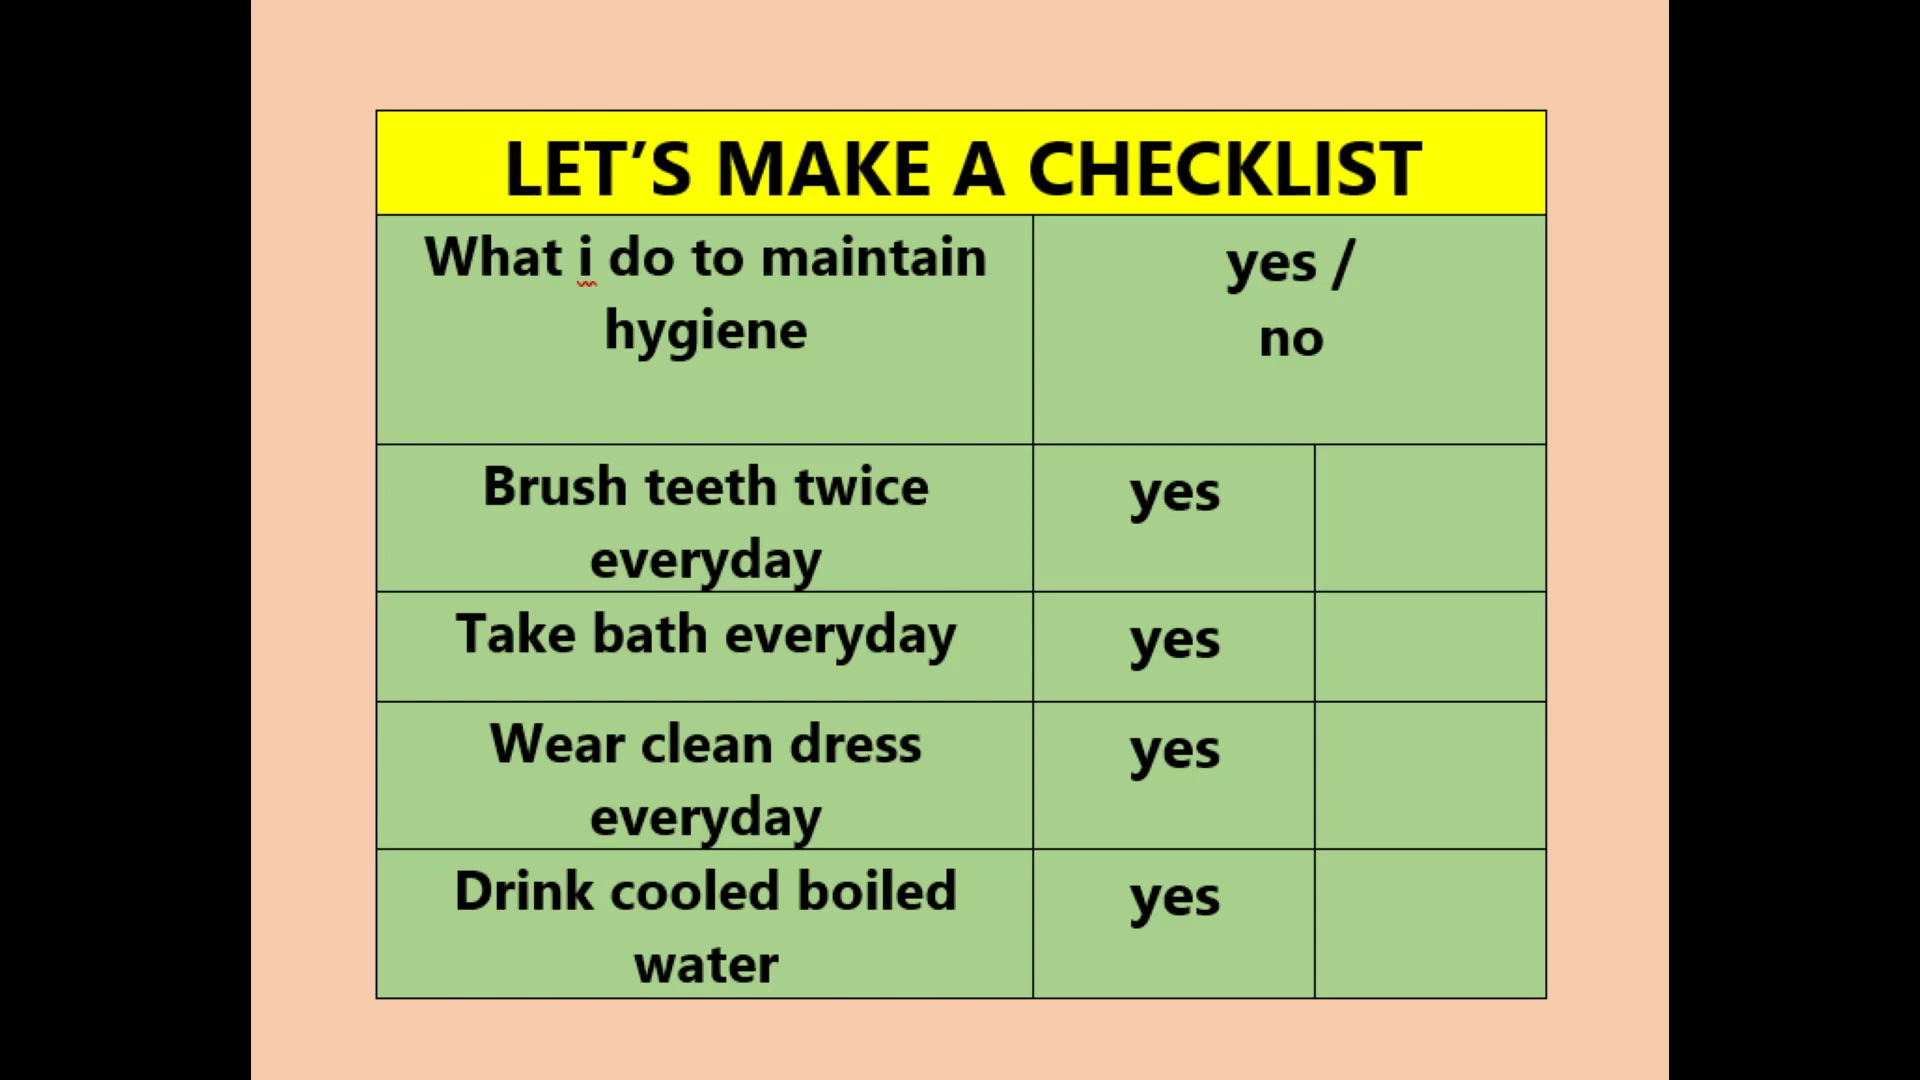 LET’S MAKE A CHECKLIST
What i do to maintain
hygiene
yes /
no
Brush teeth twice
everyday
yes
Take bath everyday
yes
Wear clean dress
everyday
yes
Drink cooled boiled
water
yes